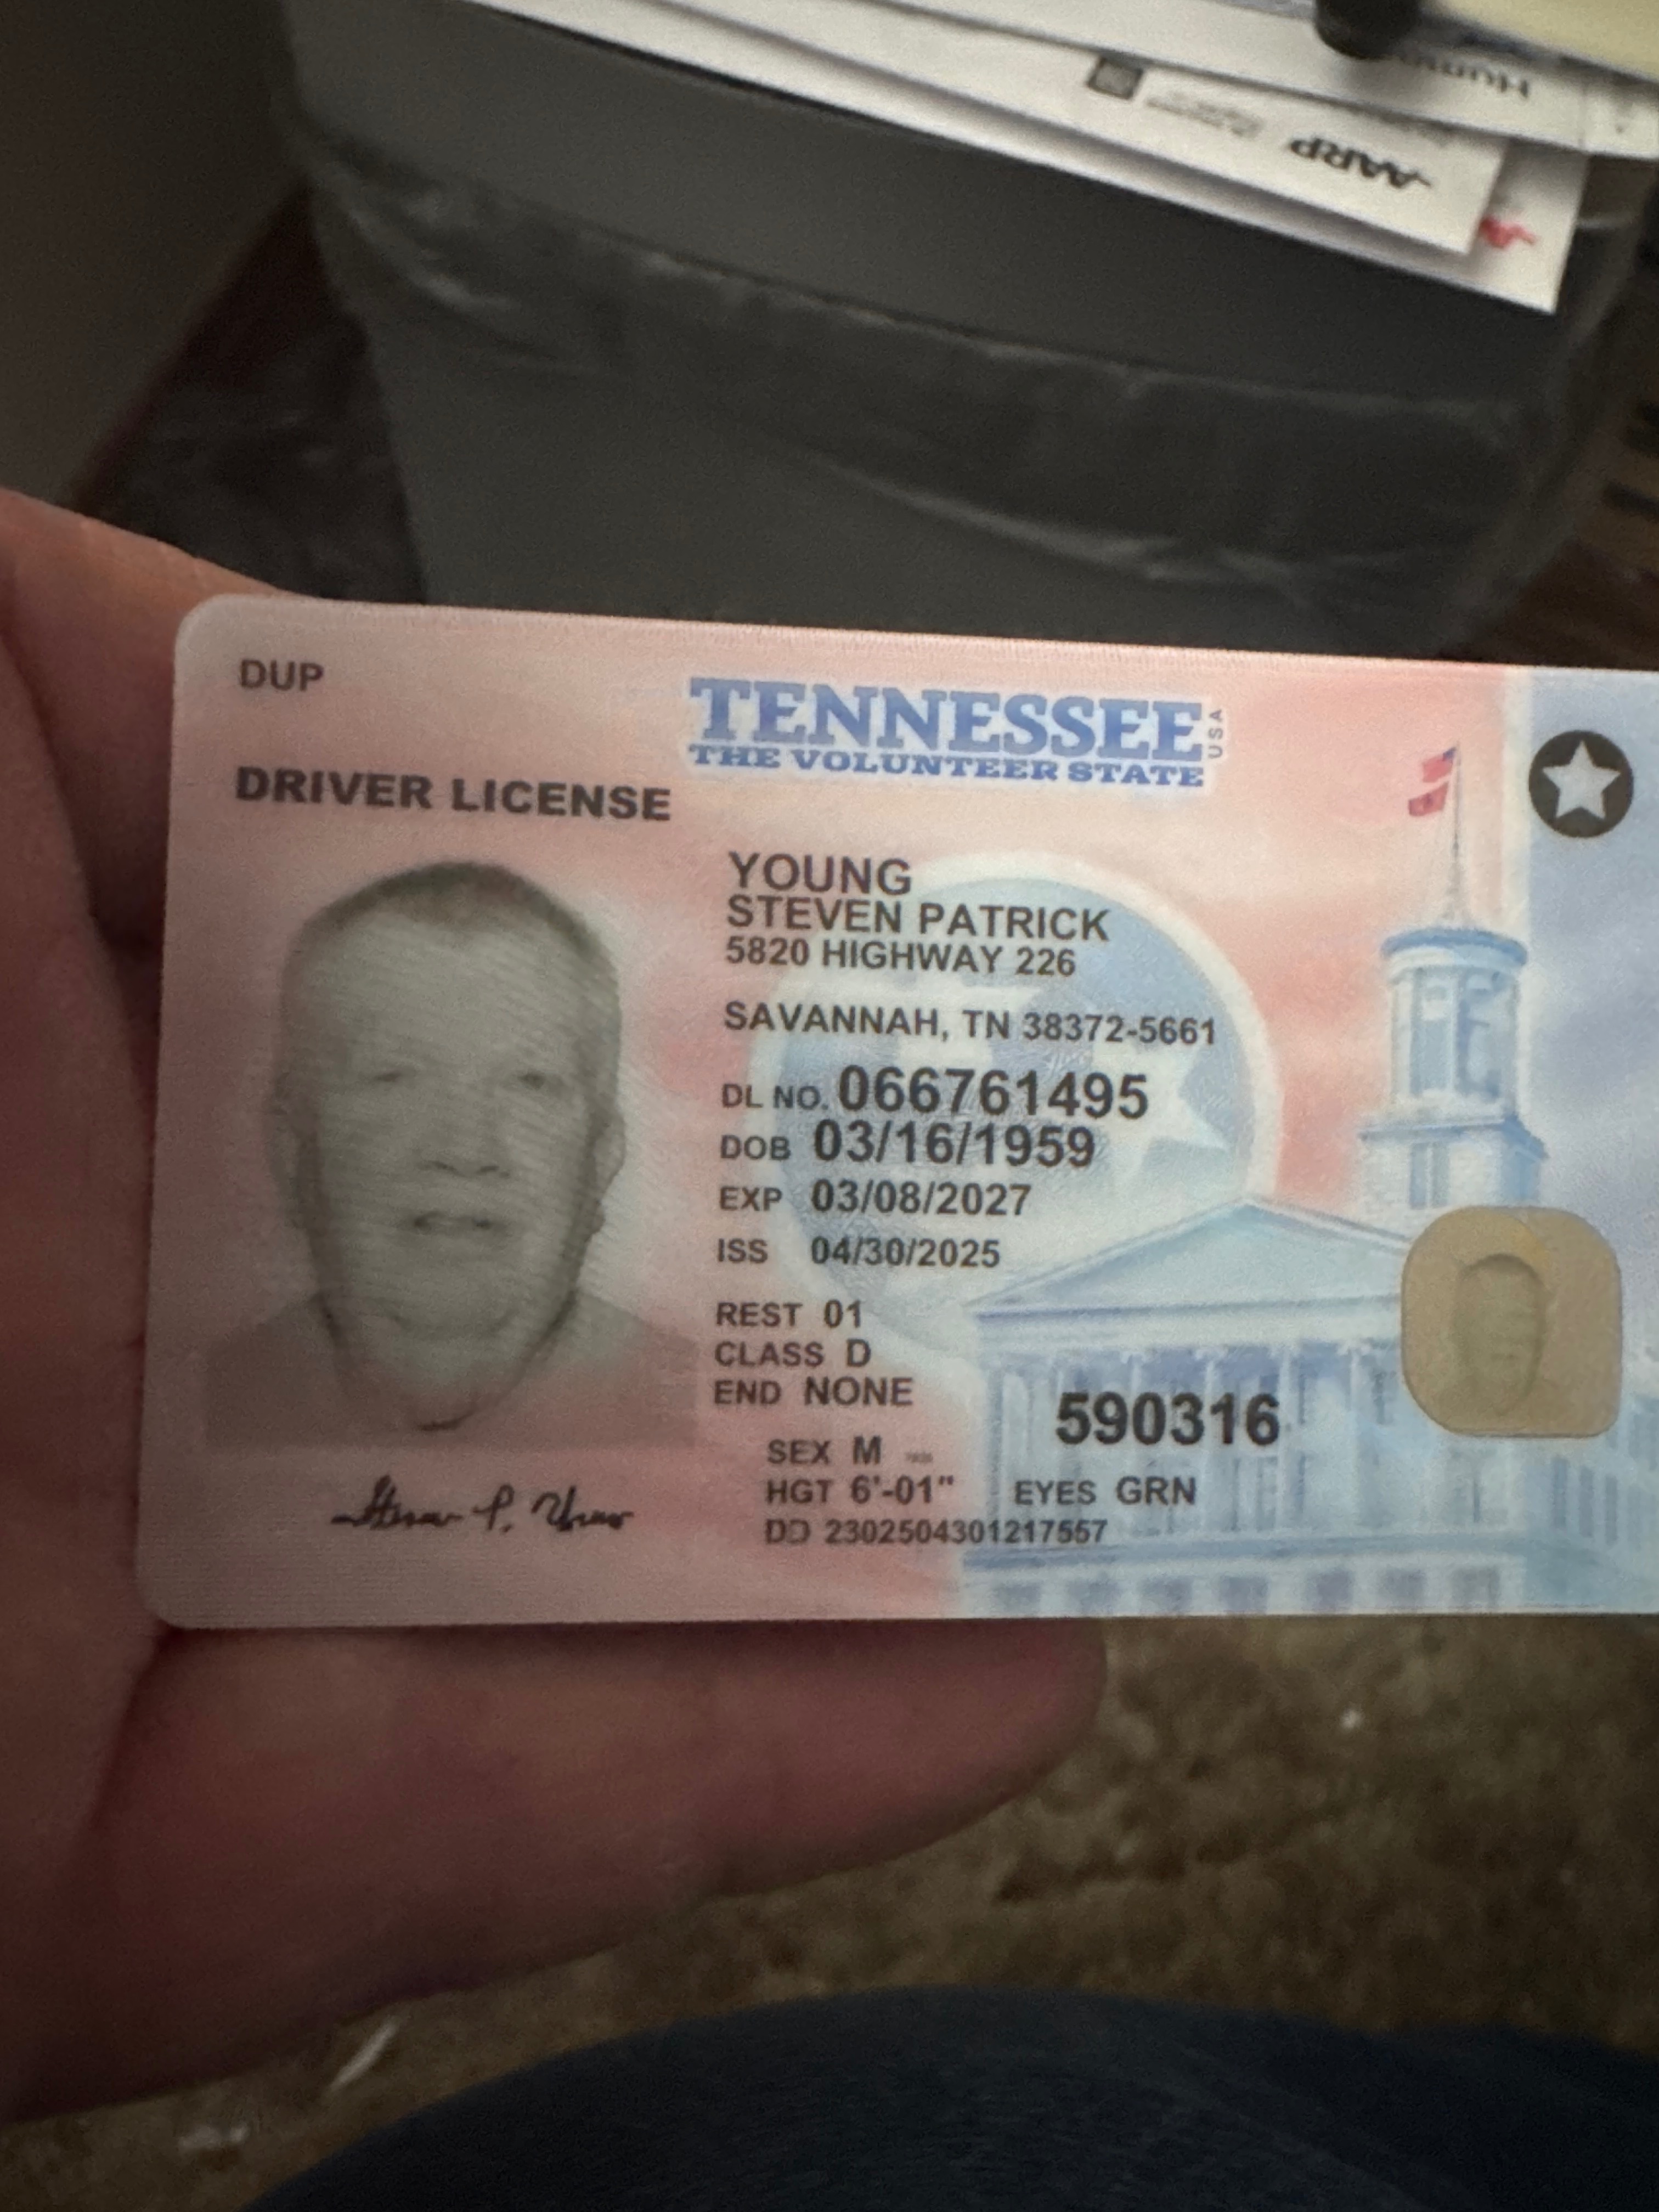 AARP
DUP
TENNESSEE
USA
THE VOLUNTEER STATE
DRIVER LICENSE
YOUNG
STEVEN PATRICK
5820 HIGHWAY 226
SAVANNAH, TN 38372-5661
DL NO. 066761495
DOB 03/16/1959
EXP 03/08/2027
ISS 04/30/2025
REST 01
CLASS D
END NONE
590316
SEX M
HGT 6'-01" EYES GRN
DD 2302504301217557